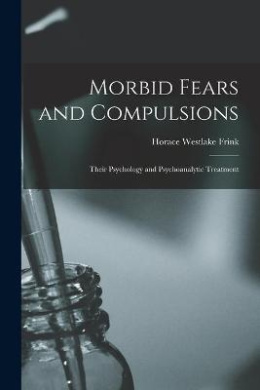 Morbid Fears
and Compulsions
Horace Westlake Frink
Their Psychology and Psychoanalytic Treatment